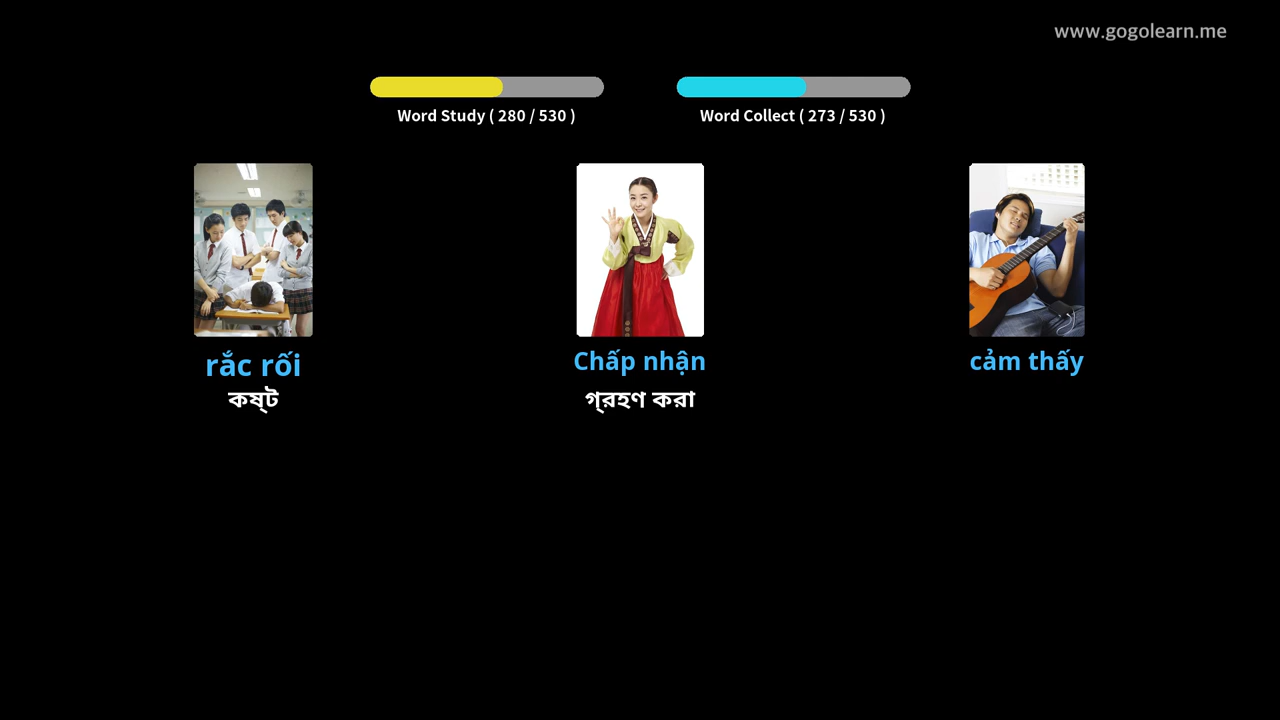 www.gogolearn.me
Word Study ( 280 / 530 )
Word Collect ( 273 / 530 )
rắc rối
Chấp nhận
cảm thấy
কষ্ট
গ্রহণ করা